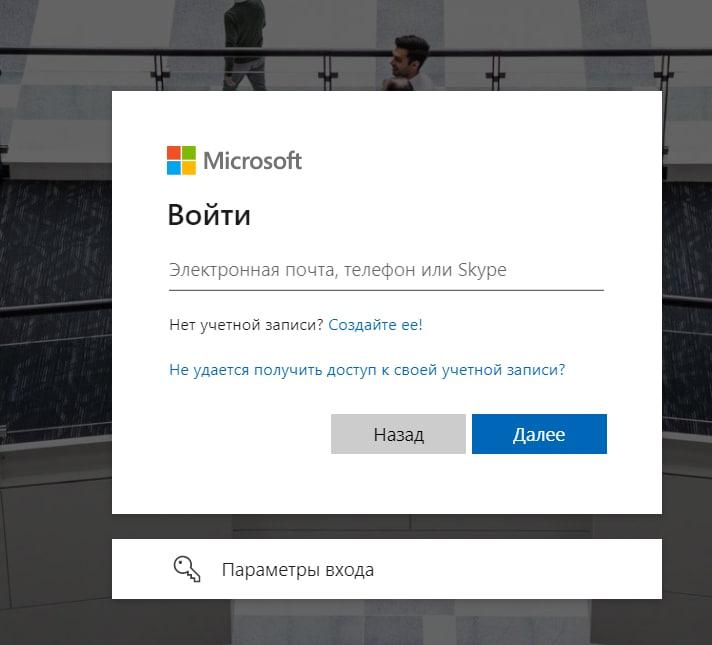 Microsoft
Войти
Электронная почта, телефон или Skype
Нет учетной записи? Создайте ее!
Не удается получить доступ к своей учетной записи?
Назад Далее
Параметры входа